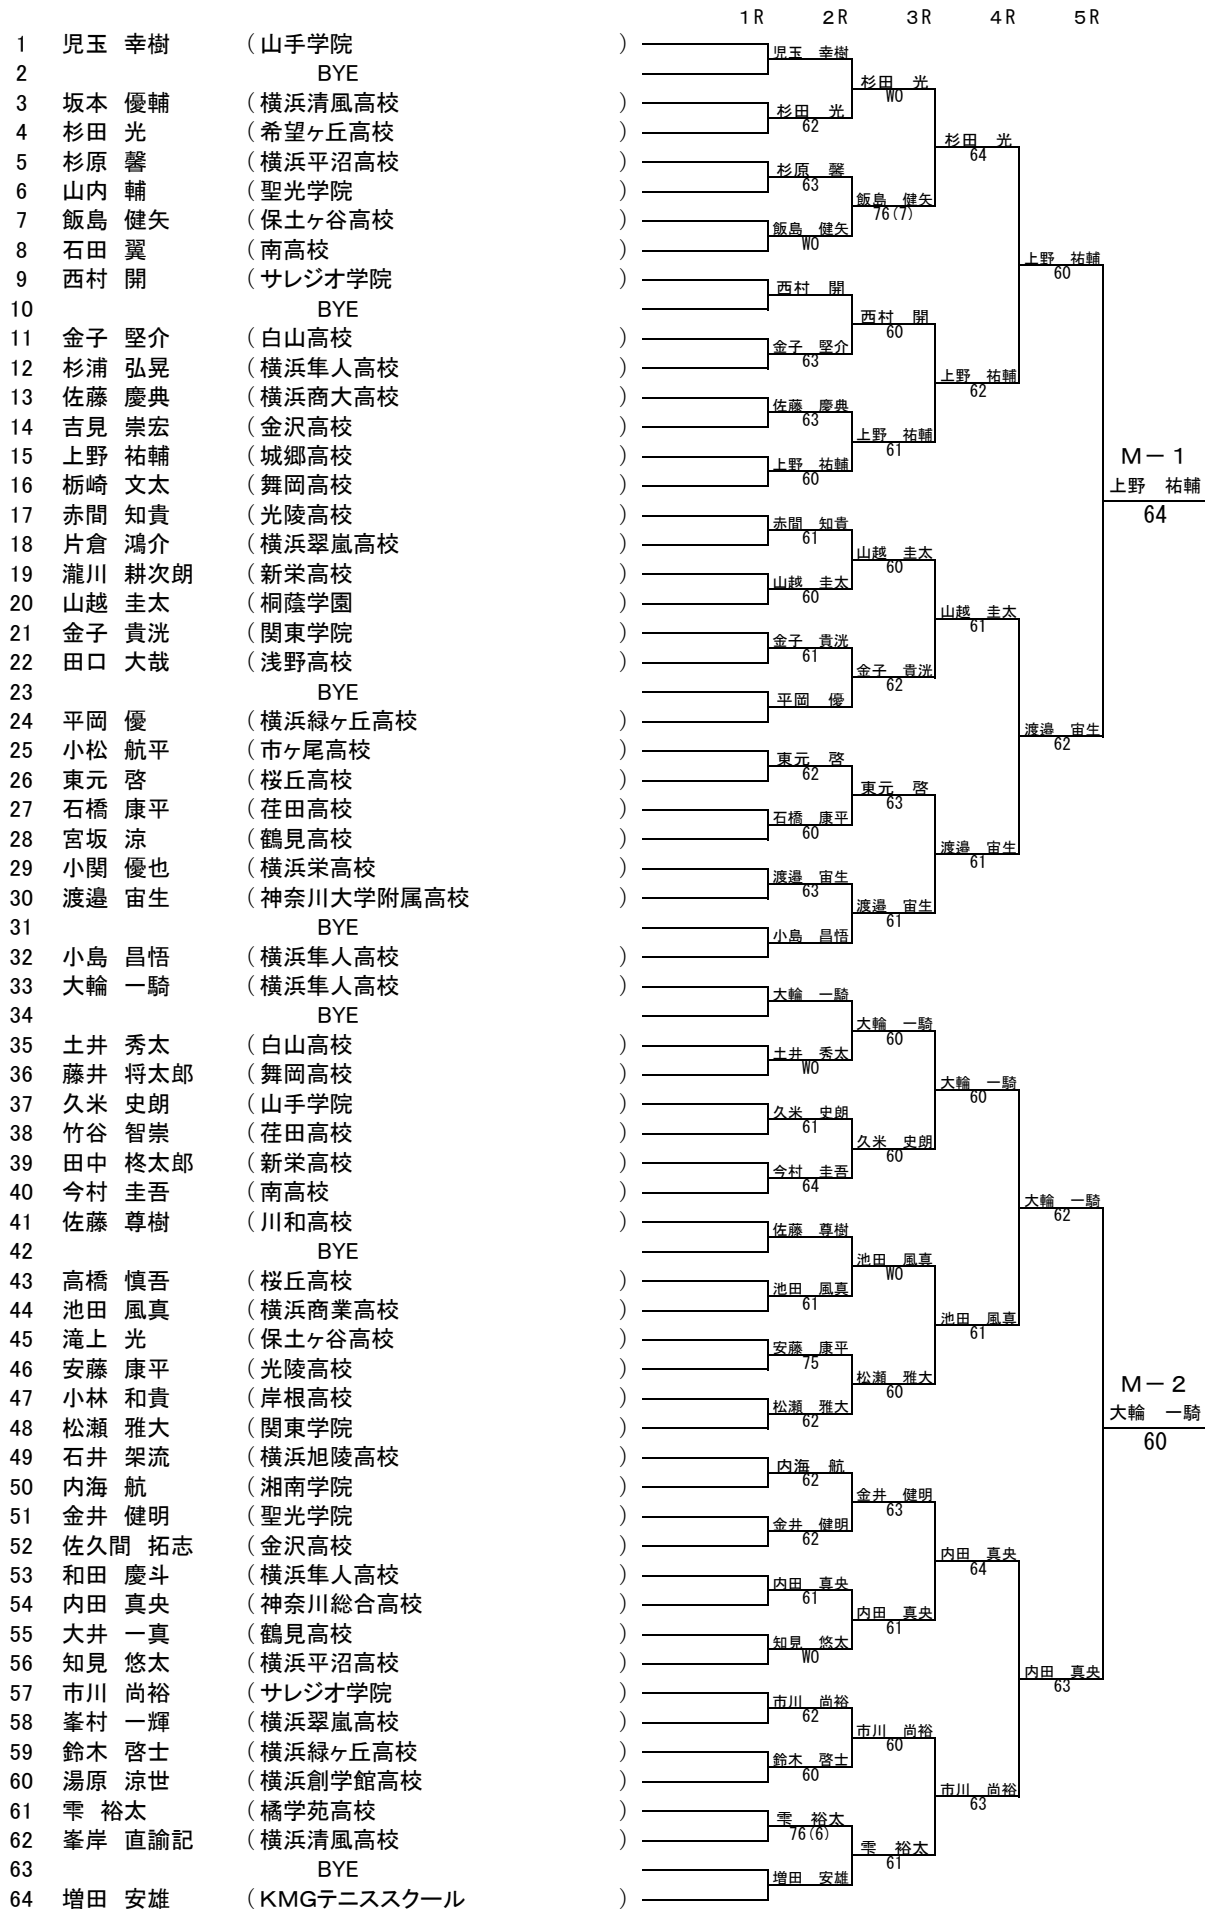 1R 2R 3R 4R 5R
1 児玉 幸樹 （ 山手学院 ）
児玉 幸樹
2 BYE
杉田 光
WO
3 坂本 優輔 （ 横浜清風高校 ）
杉田 光
62
4 杉田 光 （ 希望ヶ丘高校 ）
杉田 光
64
5 杉原 馨 （ 横浜平沼高校 ）
杉原 馨
63
6 山内 輔 （ 聖光学院 ）
飯島 健矢
76(7)
7 飯島 健矢 （ 保土ヶ谷高校 ）
飯島 健矢
WO
8 石田 翼 （ 南高校 ）
上野 祐輔
60
9 西村 開 （ サレジオ学院 ）
西村 開
10 BYE
西村 開
60
11 金子 堅介 （ 白山高校 ）
金子 堅介
63
12 杉浦 弘晃 （ 横浜隼人高校 ）
上野 祐輔
62
13 佐藤 慶典 （ 横浜商大高校 ）
佐藤 慶典
63
14 吉見 崇宏 （ 金沢高校 ）
上野 祐輔
61
15 上野 祐輔 （ 城郷高校 ）
上野 祐輔
60
M－1
16 栃崎 文太 （ 舞岡高校 ）
上野 祐輔
64
17 赤間 知貴 （ 光陵高校 ）
赤間 知貴
61
18 片倉 鴻介 （ 横浜翠嵐高校 ）
山越 圭太
60
19 瀧川 耕次朗 （ 新栄高校 ）
山越 圭太
60
20 山越 圭太 （ 桐蔭学園 ）
山越 圭太
61
21 金子 貴洸 （ 関東学院 ）
金子 貴洸
61
22 田口 大哉 （ 浅野高校 ）
金子 貴洸
62
23 BYE
平岡 優
24 平岡 優 （ 横浜緑ヶ丘高校 ）
渡邉 宙生
62
25 小松 航平 （ 市ヶ尾高校 ）
東元 啓
62
26 東元 啓 （ 桜丘高校 ）
東元 啓
63
27 石橋 康平 （ 荏田高校 ）
石橋 康平
60
28 宮坂 涼 （ 鶴見高校 ）
渡邉 宙生
61
29 小関 優也 （ 横浜栄高校 ）
渡邉 宙生
63
30 渡邉 宙生 （ 神奈川大学附属高校 ）
渡邉 宙生
61
31 BYE
小島 昌悟
32 小島 昌悟 （ 横浜隼人高校 ）
33 大輪 一騎 （ 横浜隼人高校 ）
大輪 一騎
34 BYE
大輪 一騎
60
35 土井 秀太 （ 白山高校 ）
土井 秀太
WO
36 藤井 将太郎 （ 舞岡高校 ）
大輪 一騎
60
37 久米 史朗 （ 山手学院 ）
久米 史朗
61
38 竹谷 智崇 （ 荏田高校 ）
久米 史朗
60
39 田中 柊太郎 （ 新栄高校 ）
今村 圭吾
64
40 今村 圭吾 （ 南高校 ）
大輪 一騎
62
41 佐藤 尊樹 （ 川和高校 ）
佐藤 尊樹
42 BYE
池田 風真
WO
43 高橋 慎吾 （ 桜丘高校 ）
池田 風真
61
44 池田 風真 （ 横浜商業高校 ）
池田 風真
61
45 滝上 光 （ 保土ヶ谷高校 ）
安藤 康平
75
46 安藤 康平 （ 光陵高校 ）
松瀬 雅大
60
M－2
47 小林 和貴 （ 岸根高校 ）
松瀬 雅大
62
大輪 一騎
60
48 松瀬 雅大 （ 関東学院 ）
49 石井 架流 （ 横浜旭陵高校 ）
内海 航
62
50 内海 航 （ 湘南学院 ）
金井 健明
63
51 金井 健明 （ 聖光学院 ）
金井 健明
62
52 佐久間 拓志 （ 金沢高校 ）
内田 真央
64
53 和田 慶斗 （ 横浜隼人高校 ）
内田 真央
61
54 内田 真央 （ 神奈川総合高校 ）
内田 真央
61
55 大井 一真 （ 鶴見高校 ）
知見 悠太
WO
56 知見 悠太 （ 横浜平沼高校 ）
内田 真央
63
57 市川 尚裕 （ サレジオ学院 ）
市川 尚裕
62
58 峯村 一輝 （ 横浜翠嵐高校 ）
市川 尚裕
60
59 鈴木 啓士 （ 横浜緑ヶ丘高校 ）
鈴木 啓士
60
60 湯原 涼世 （ 横浜創学館高校 ）
市川 尚裕
63
61 雫 裕太 （ 橘学苑高校 ）
雫 裕太
76(6)
62 峯岸 直諭記 （ 横浜清風高校 ）
雫 裕太
61
63 BYE
増田 安雄
64 増田 安雄 （ KMGテニススクール ）